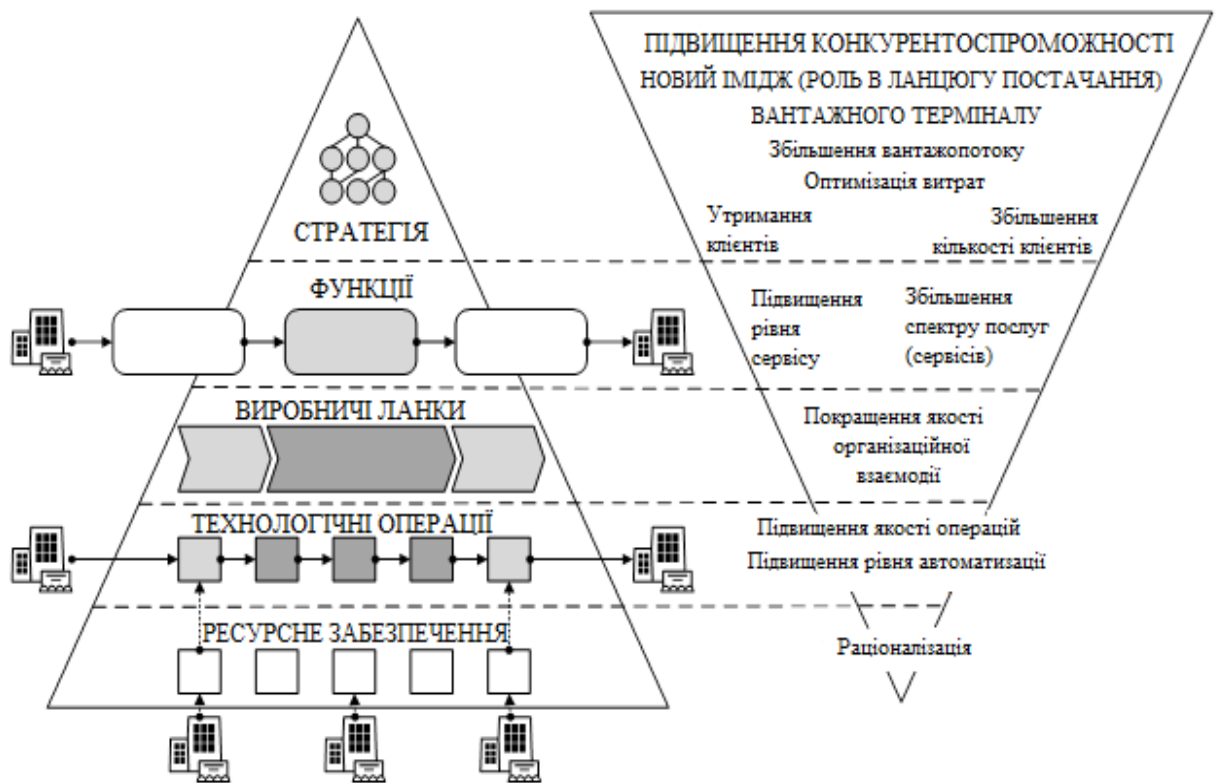 СТРАТЕГІЯ
ФУНКЦІЇ
ВИРОБНИЧІ ЛАНКИ
ТЕХНОЛОГІЧНІ ОПЕРАЦІЇ
РЕСУРСНЕ ЗАБЕЗПЕЧЕННЯ
ПІДВИЩЕННЯ КОНКУРЕНТОСПРОМОЖНОСТІ
НОВИЙ ІМІДЖ (РОЛЬ В ЛАНЦЮГУ ПОСТАЧАННЯ)
ВАНТАЖНОГО ТЕРМІНАЛУ
Збільшення вантажопотоку
Оптимізація витрат
Утримання
клієнтів
Збільшення
кількості клієнтів
Підвищення
рівня
сервісу
Збільшення
спектру послуг
(сервісів)
Покращення якості
організаційної
взаємодії
Підвищення якості операцій
Підвищення рівня автоматизації
Раціоналізація